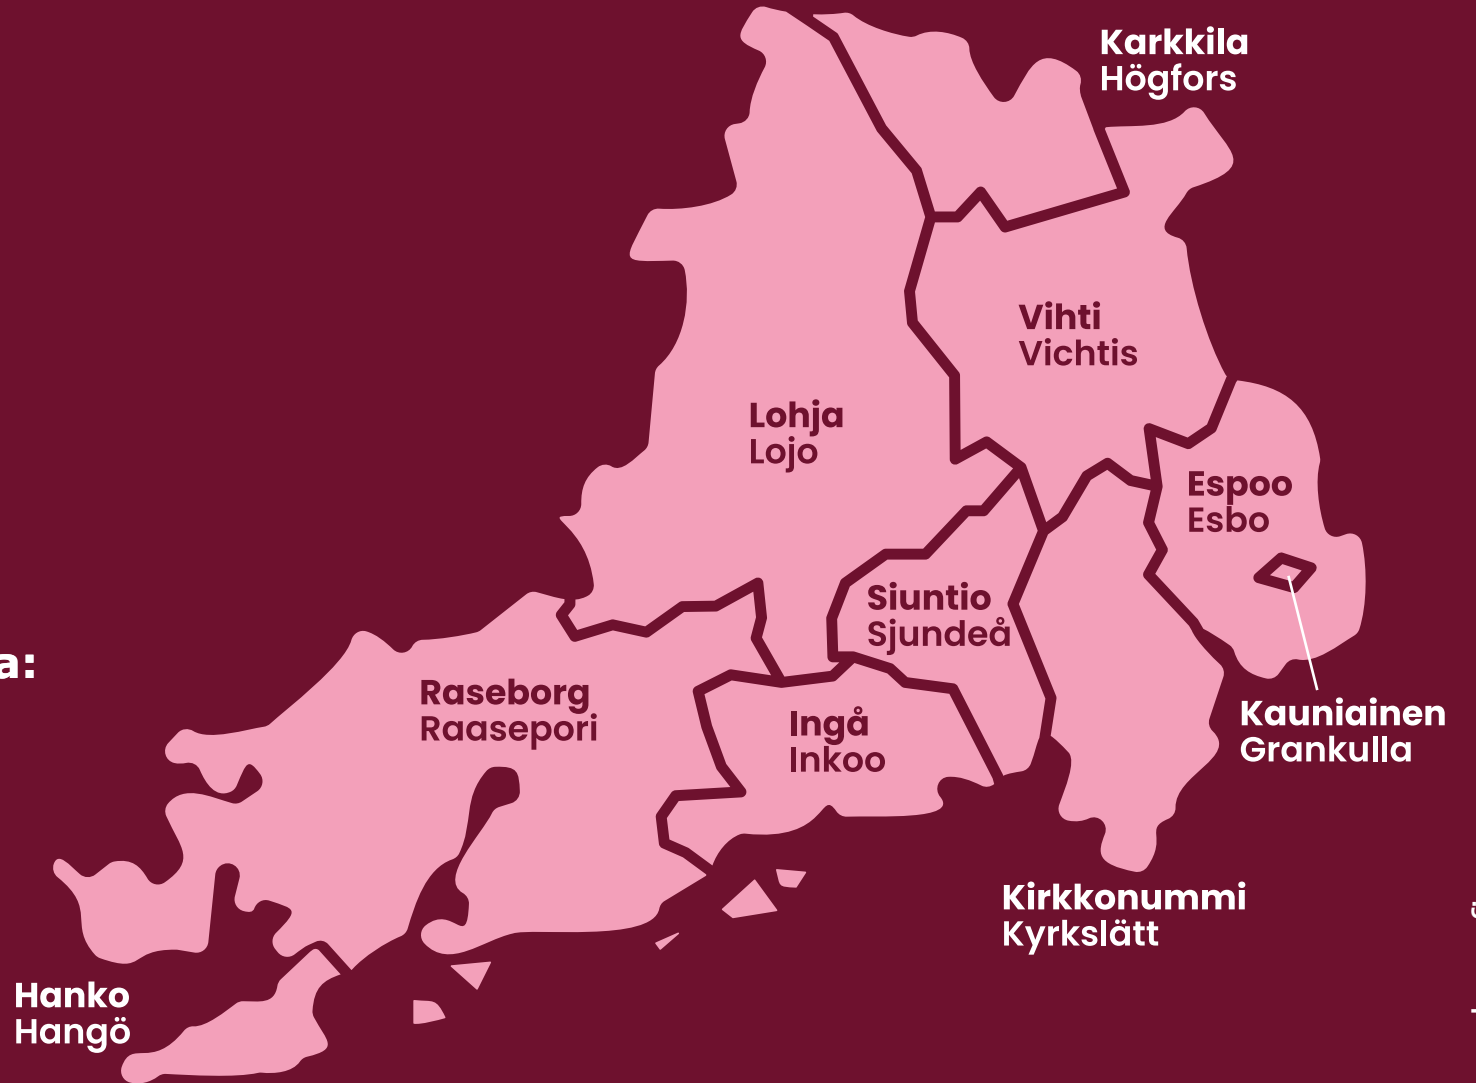 Karkkila
Högfors
Vihti
Vichtis
Lohja
Lojo
Espoo
Esbo
Siuntio
Sjundeå
a:
Raseborg
Raasepori
Ingå
Inkoo
Kauniainen
Grankulla
Kirkkonummi
Kyrkslätt
Hanko
Hangö